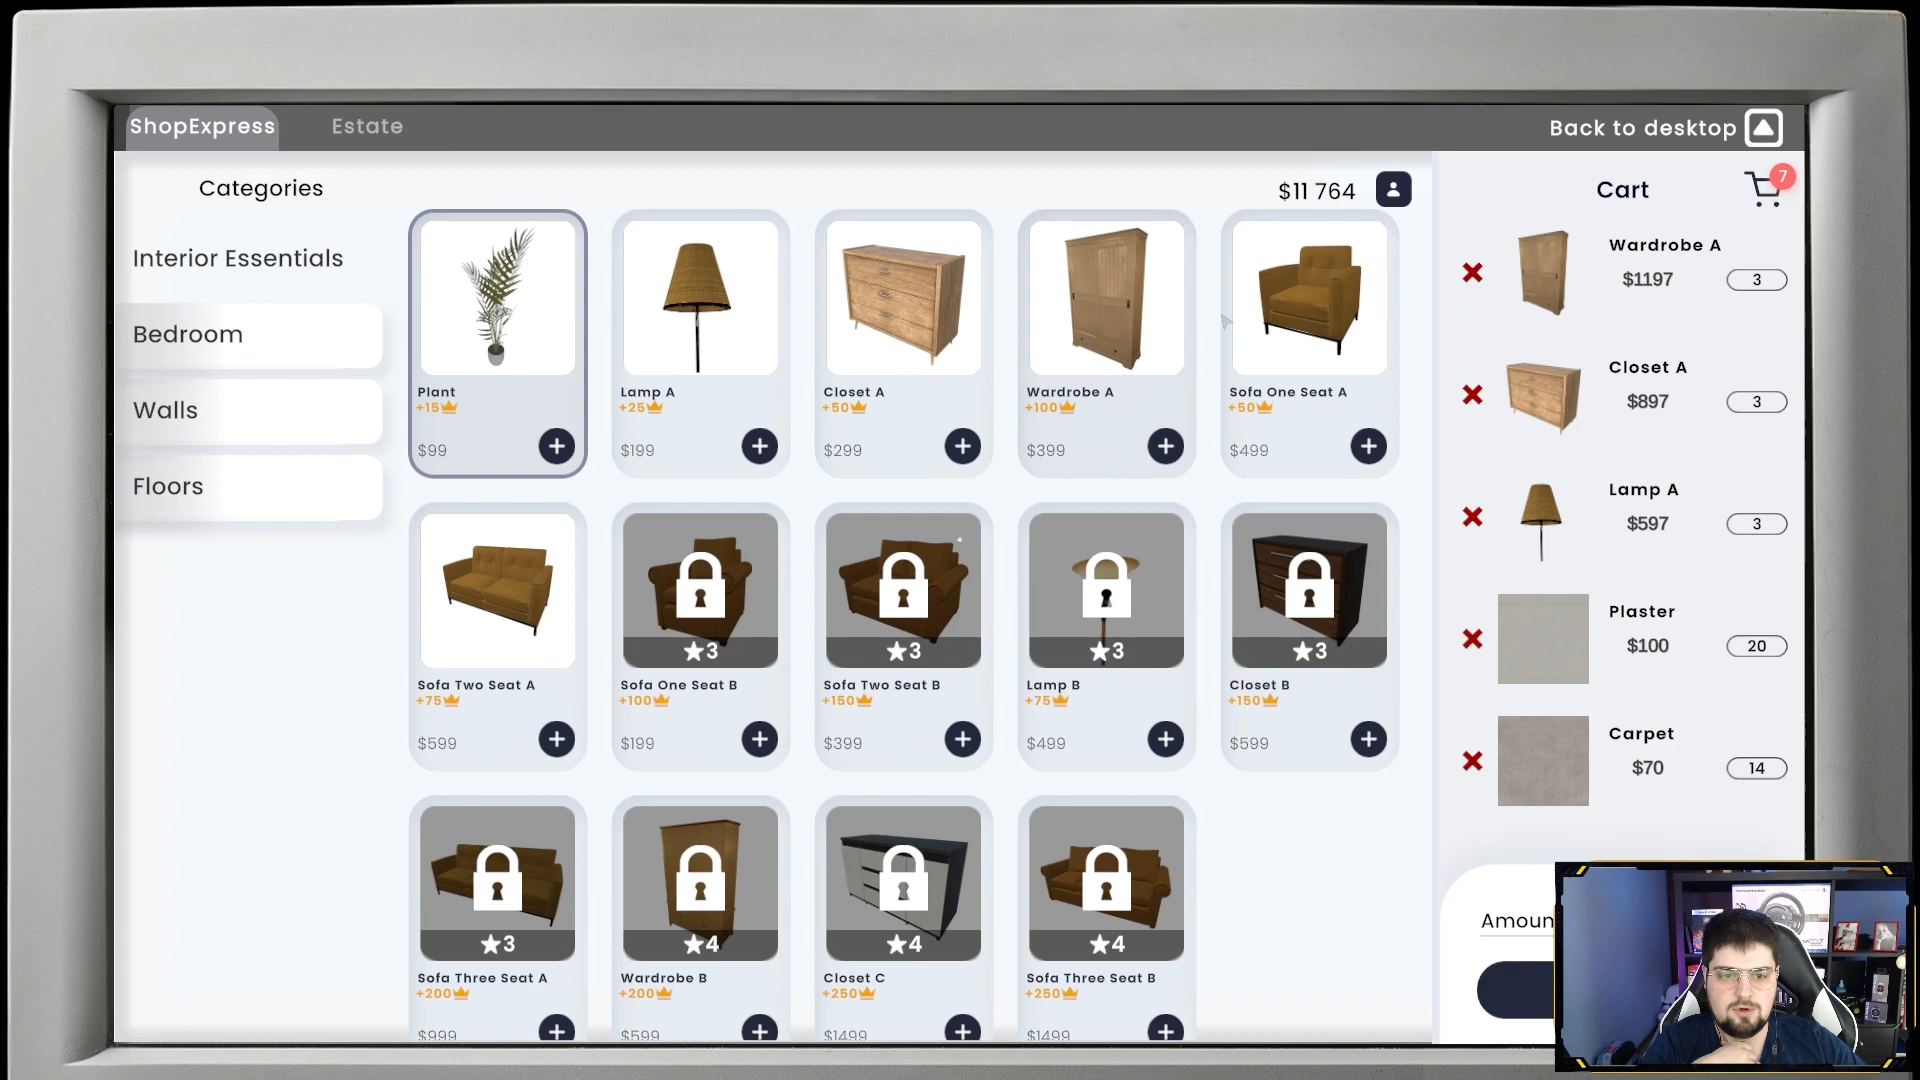 ShopExpress
Estate
Back to desktop
Categories
$11 764
Cart
7
Interior Essentials
Bedroom
Walls
Floors
Plant
+15
$99
Lamp A
+25
$199
Closet A
+50
$299
Wardrobe A
+100
$399
Sofa One Seat A
+50
$499
Sofa Two Seat A
+75
$599
3
Sofa One Seat B
+100
$199
3
Sofa Two Seat B
+150
$399
3
Lamp B
+75
$499
3
Closet B
+150
$599
3
Sofa Three Seat A
+200
$999
4
Wardrobe B
+200
$599
4
Closet C
+250
$1499
4
Sofa Three Seat B
+250
$1499
Wardrobe A
$1197
3
Closet A
$897
3
Lamp A
$597
3
Plaster
$100
20
Carpet
$70
14
Amoun